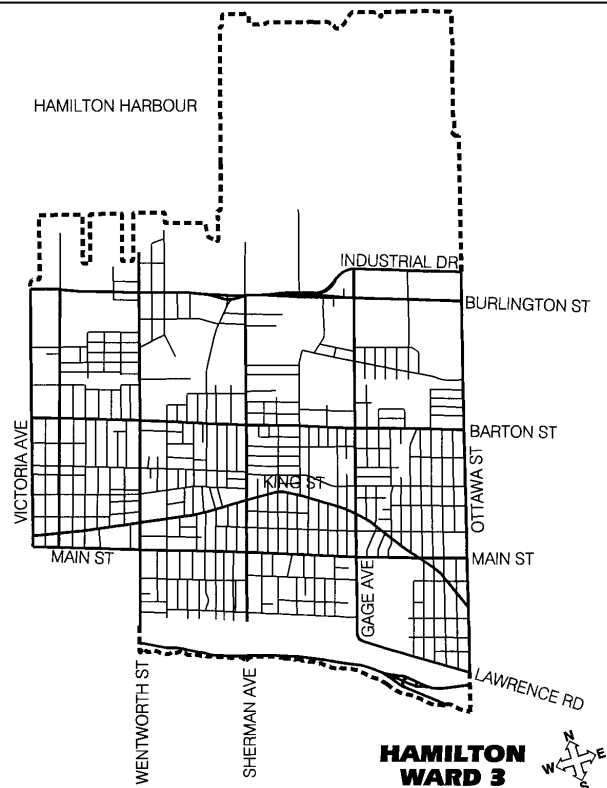 HAMILTON HARBOUR
INDUSTRIAL DR
BURLINGTON ST
BARTON ST
VICTORIA AVE
KING ST
OTTAWA ST
MAIN ST
MAIN ST
GAGE AVE
WENTWORTH ST
SHERMAN AVE
LAWRENCE RD
HAMILTON
WARD 3
N
W
E
S